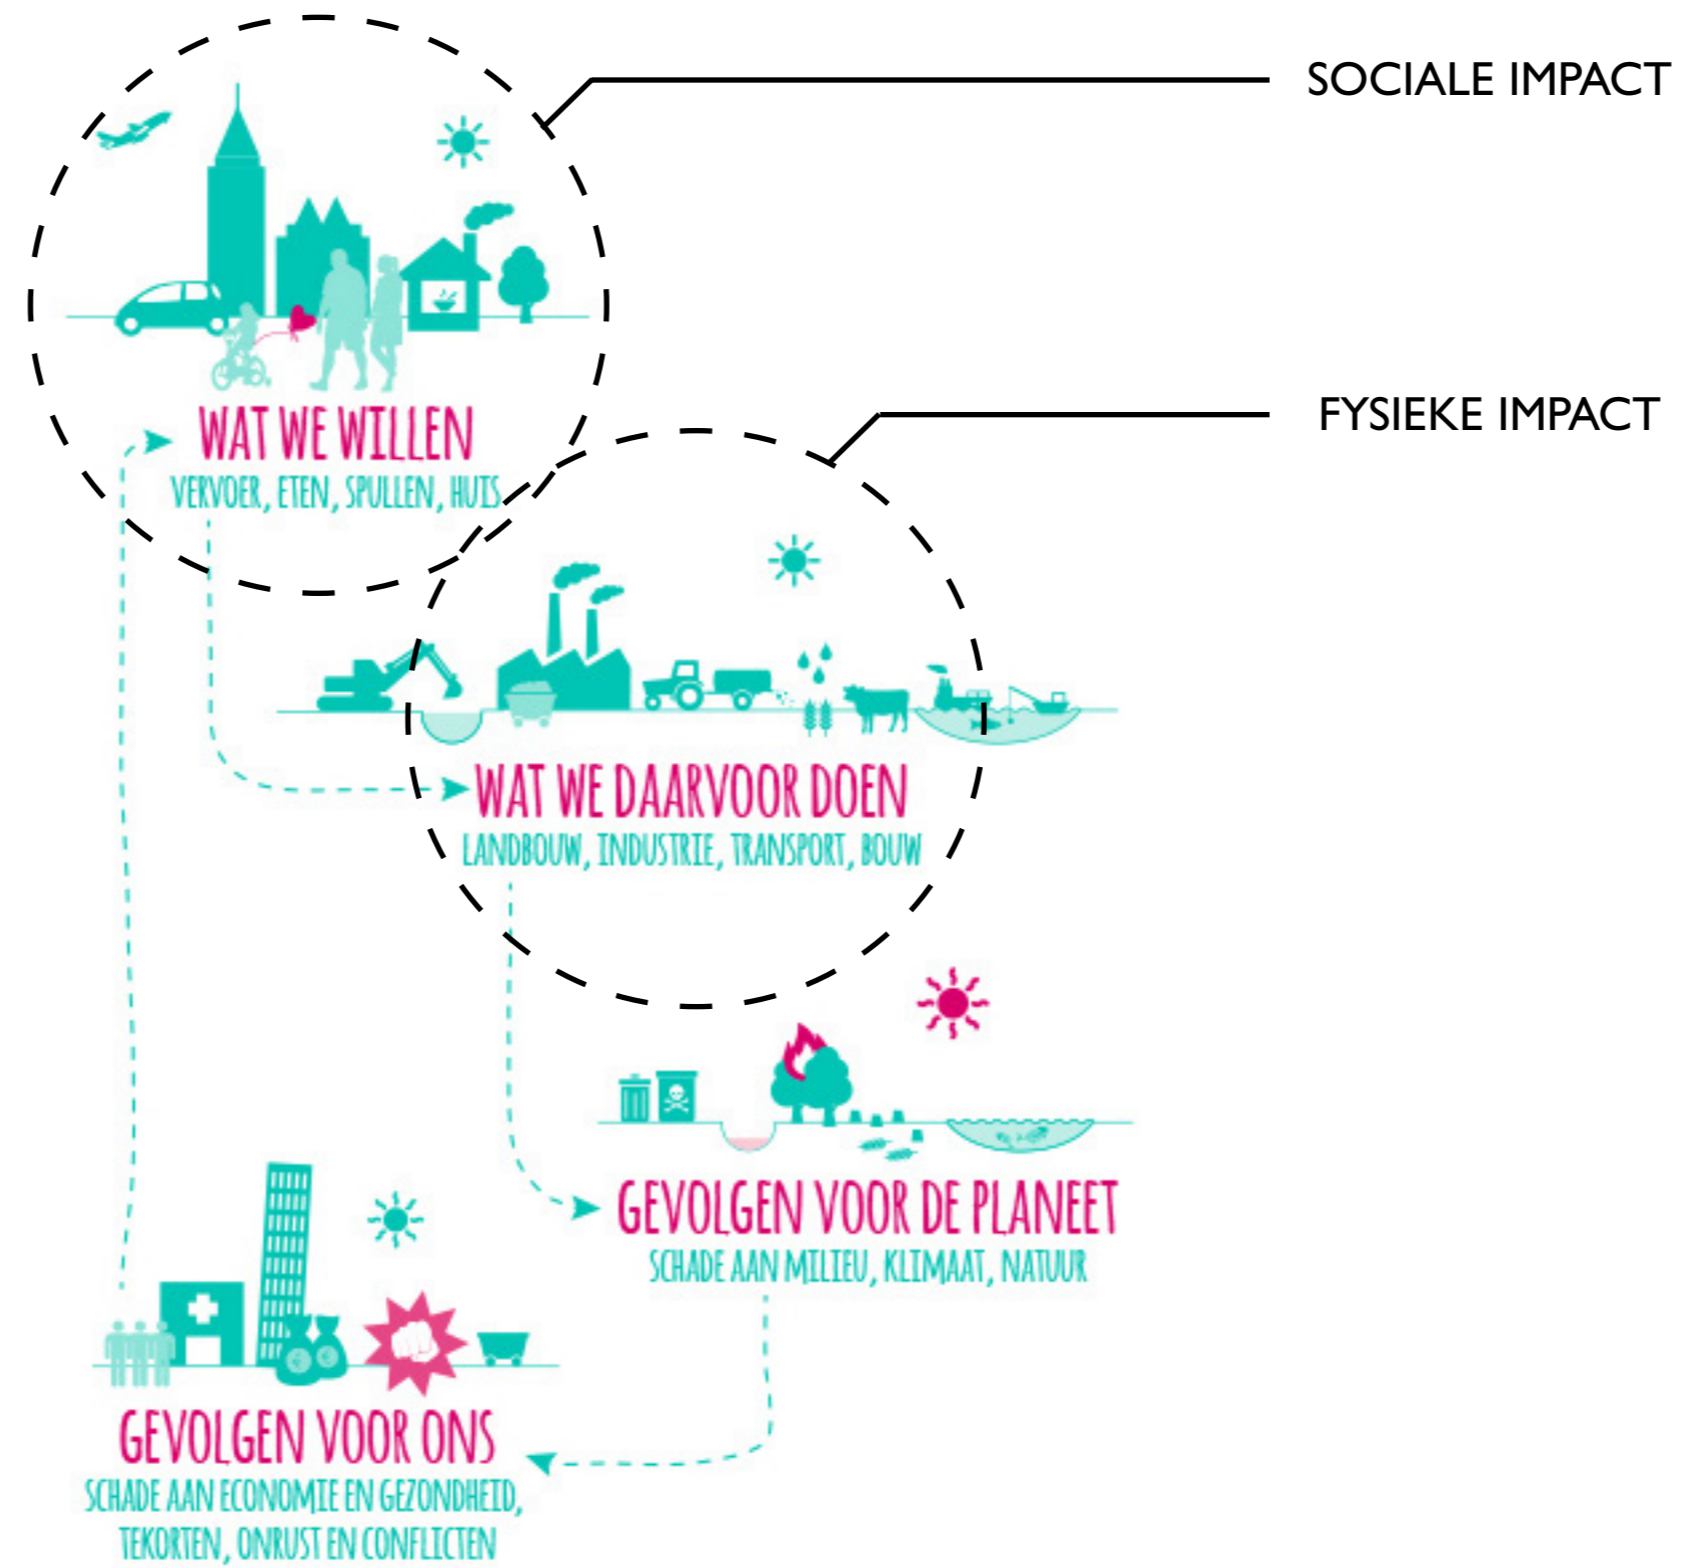 SOCIALE IMPACT
FYSIEKE IMPACT
WAT WE WILLEN
VERVOER, ETEN, SPULLEN, HUIS
WAT WE DAARVOOR DOEN
LANDBOUW, INDUSTRIE, TRANSPORT, BOUW
GEVOLGEN VOOR DE PLANEET
SCHADE AAN MILIEU, KLIMAAT, NATUUR
GEVOLGEN VOOR ONS
SCHADE AAN ECONOMIE EN GEZONDHEID,
TEKORTEN, ONRUST EN CONFLICTEN